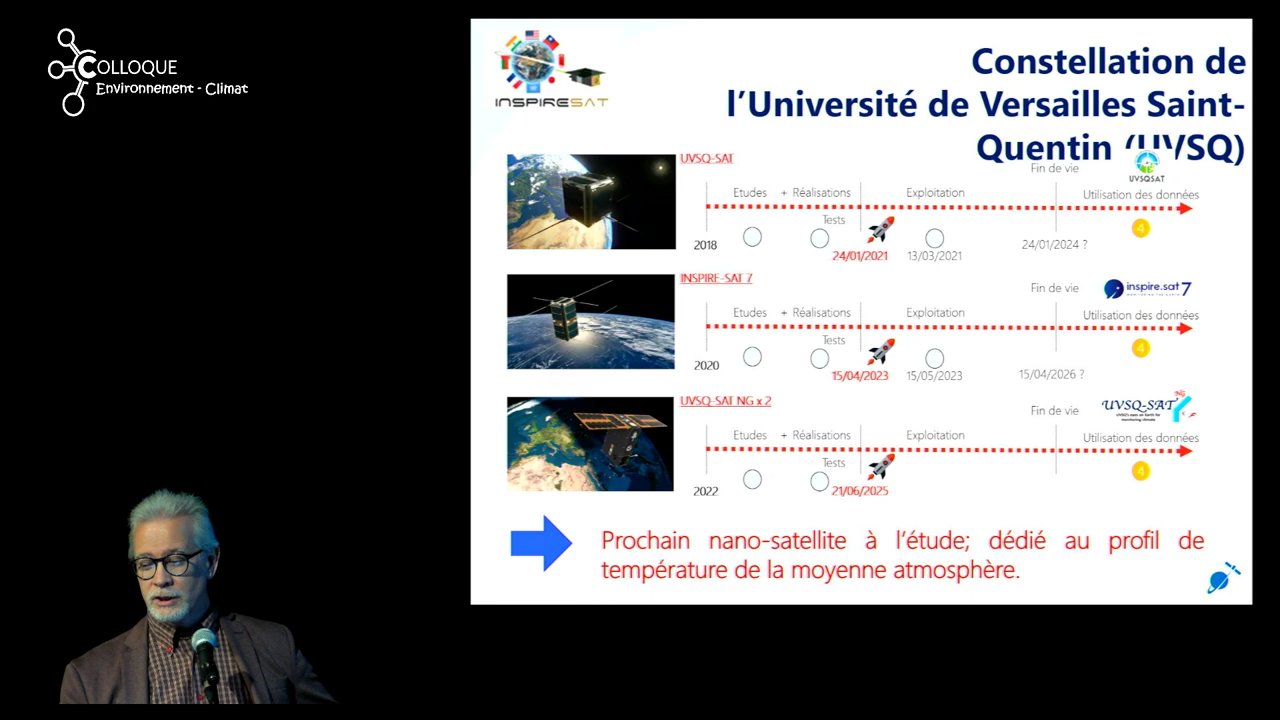 COLLOQUE
Environnement - Climat
INSPIRESAT
Constellation de
l'Université de Versailles Saint-
Quentin (UVSQ)
UVSQ-SAT
Fin de vie
UVSQSAT
Etudes + Réalisations Exploitation Utilisation des données
Tests
4
2018 24/01/2021 13/03/2021 24/01/2024 ?
INSPIRE-SAT 7
Fin de vie
inspire.sat 7
Etudes + Réalisations Exploitation Utilisation des données
Tests
4
2020 15/04/2023 15/05/2023 15/04/2026 ?
UVSQ-SAT NG x 2
Fin de vie
UVSQ-SAT
Etudes + Réalisations Exploitation Utilisation des données
Tests
4
2022 21/06/2025
Prochain nano-satellite à l'étude; dédié au profil de
température de la moyenne atmosphère.